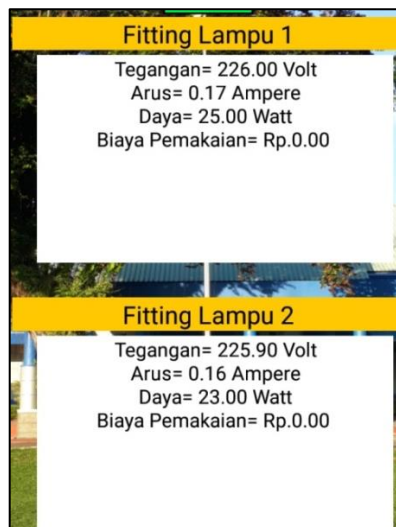 Fitting Lampu 1
Tegangan= 226.00 Volt
Arus= 0.17 Ampere
Daya= 25.00 Watt
Biaya Pemakaian= Rp.0.00
Fitting Lampu 2
Tegangan= 225.90 Volt
Arus= 0.16 Ampere
Daya= 23.00 Watt
Biaya Pemakaian= Rp.0.00